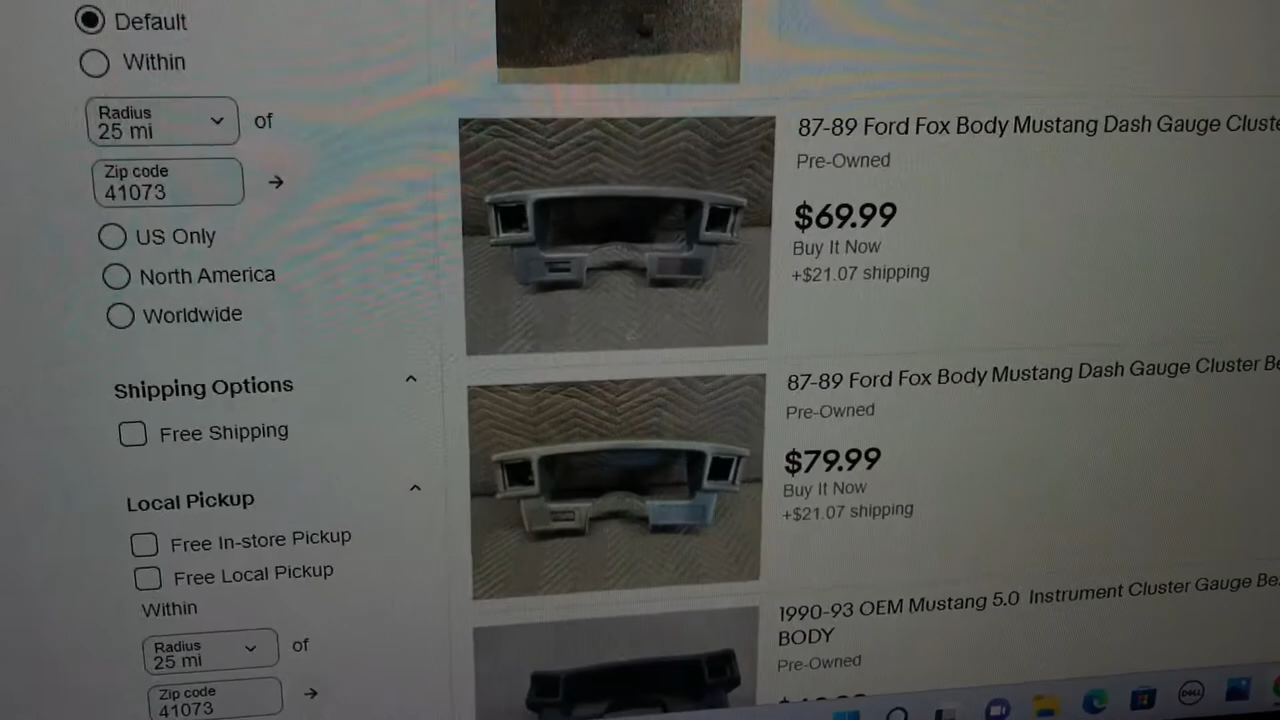 Default
Within
Radius
25 mi
of
Zip code
41073
US Only
North America
Worldwide
Shipping Options
Free Shipping
Local Pickup
Free In-store Pickup
Free Local Pickup
Within
Radius
25 mi
of
Zip code
41073
87-89 Ford Fox Body Mustang Dash Gauge
Pre-Owned
$69.99
Buy It Now
+$21.07 shipping
87-89 Ford Fox Body Mustang Dash Gauge Cluster
Pre-Owned
$79.99
Buy It Now
+$21.07 shipping
1990-93 OEM Mustang 5.0 Instrument Cluster Gauge
BODY
Pre-Owned
DELL